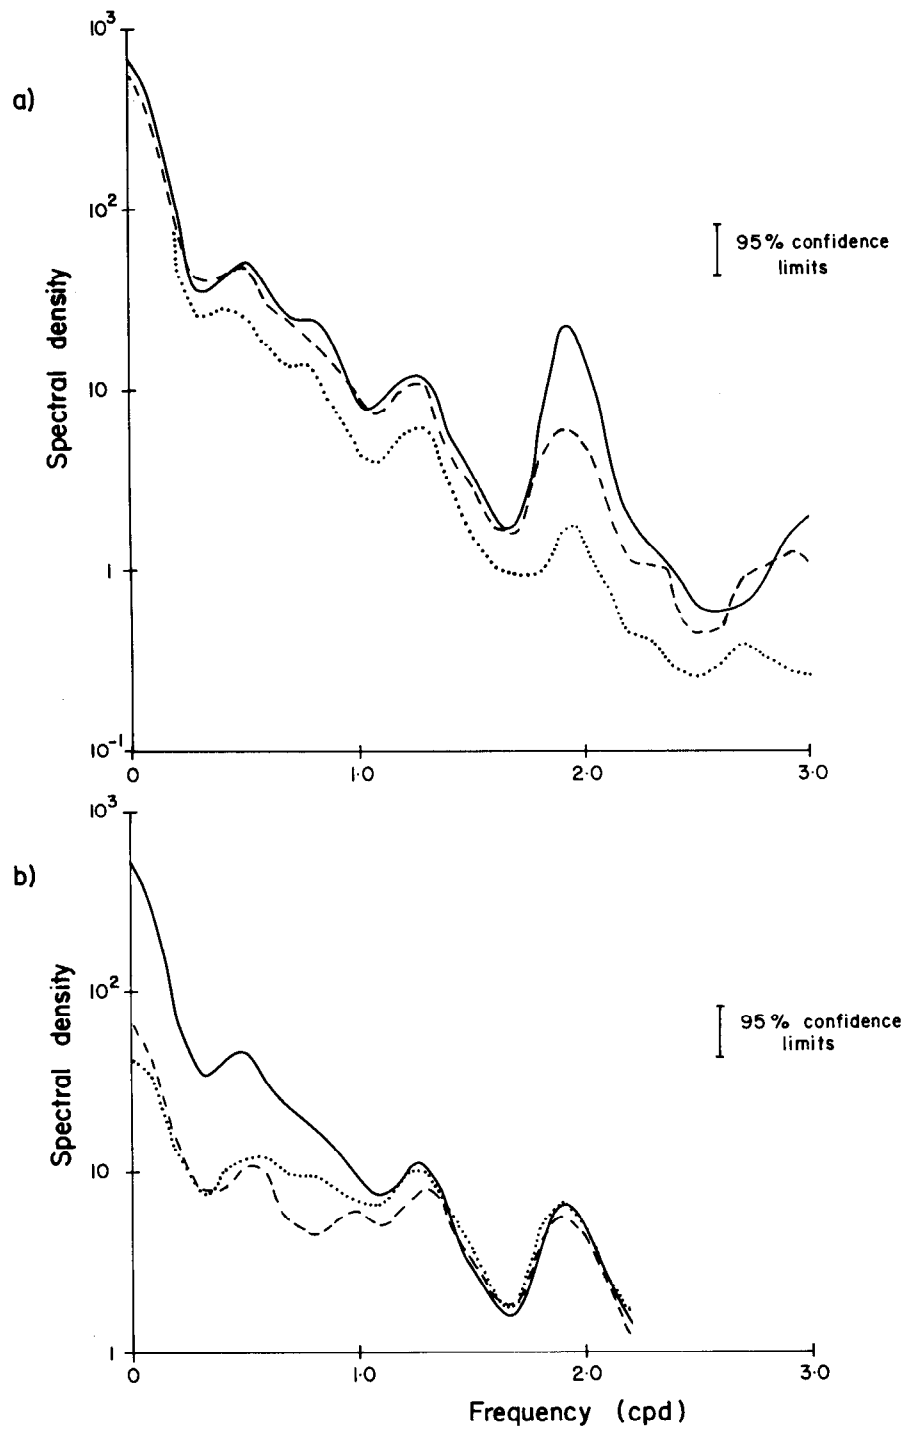 a)
10³
10²
10
1
10⁻¹
Spectral density
95% confidence
limits
0 1·0 2·0 3·0
b)
10³
10²
10
1
Spectral density
95% confidence
limits
0 1·0 2·0 3·0
Frequency (cpd)